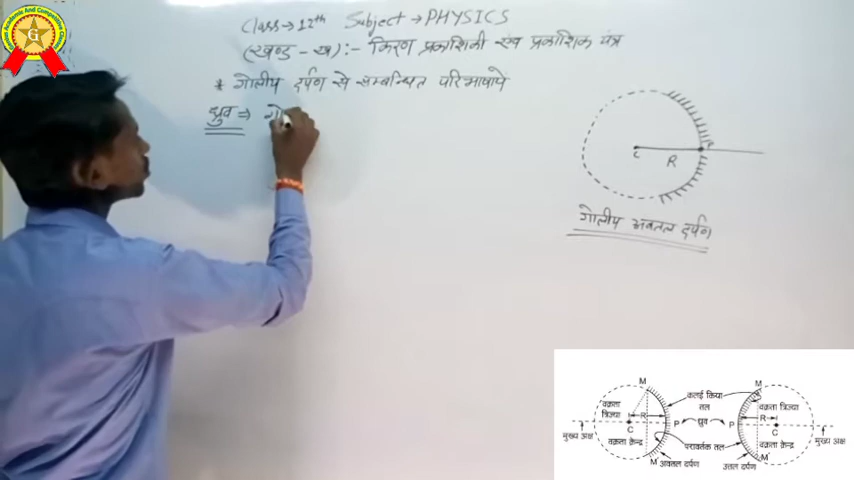 Class → 12th Subject → PHYSICS
(खण्ड - ख) :- किरण प्रकाशिकी एवं प्रकाशिक यंत्र
* गोलीय दर्पण से सम्बन्धित परिभाषायें
ध्रुव ⇒ गो
P
C
R
गोलीय अवतल दर्पण
M
M
वक्रता त्रिज्या
कलई किया तल
वक्रता त्रिज्या
R
R
C
P
ध्रुव
P
C
मुख्य अक्ष
वक्रता केन्द्र
परावर्तक तल
वक्रता केन्द्र
मुख्य अक्ष
M'
अवतल दर्पण
उत्तल दर्पण
M'
G